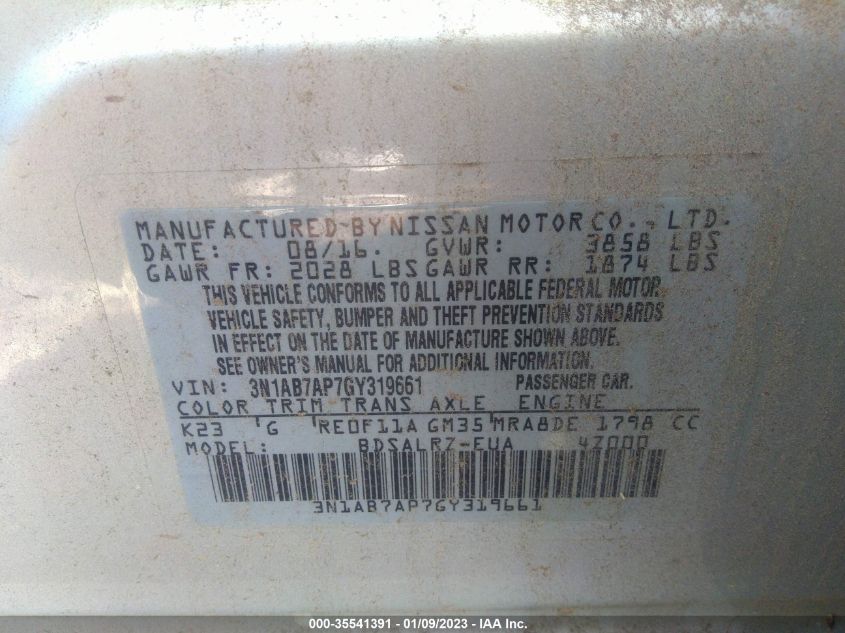 MANUFACTURED BY NISSAN MOTOR CO., LTD.
DATE: 08/16. GVWR: 3858 LBS
GAWR FR: 2028 LBS GAWR RR: 1874 LBS
THIS VEHICLE CONFORMS TO ALL APPLICABLE FEDERAL MOTOR
VEHICLE SAFETY, BUMPER AND THEFT PREVENTION STANDARDS
IN EFFECT ON THE DATE OF MANUFACTURE SHOWN ABOVE.
SEE OWNER'S MANUAL FOR ADDITIONAL INFORMATION.
VIN: 3N1AB7AP7GY319661 PASSENGER CAR.
COLOR TRIM TRANS AXLE ENGINE
K23 G RE0F11A GM35 MRA8DE 1798 CC
MODEL: BDSALRZ-EUA 4Z000
3N1AB7AP7GY319661
000-35541391 - 01/09/2023 - IAA Inc.